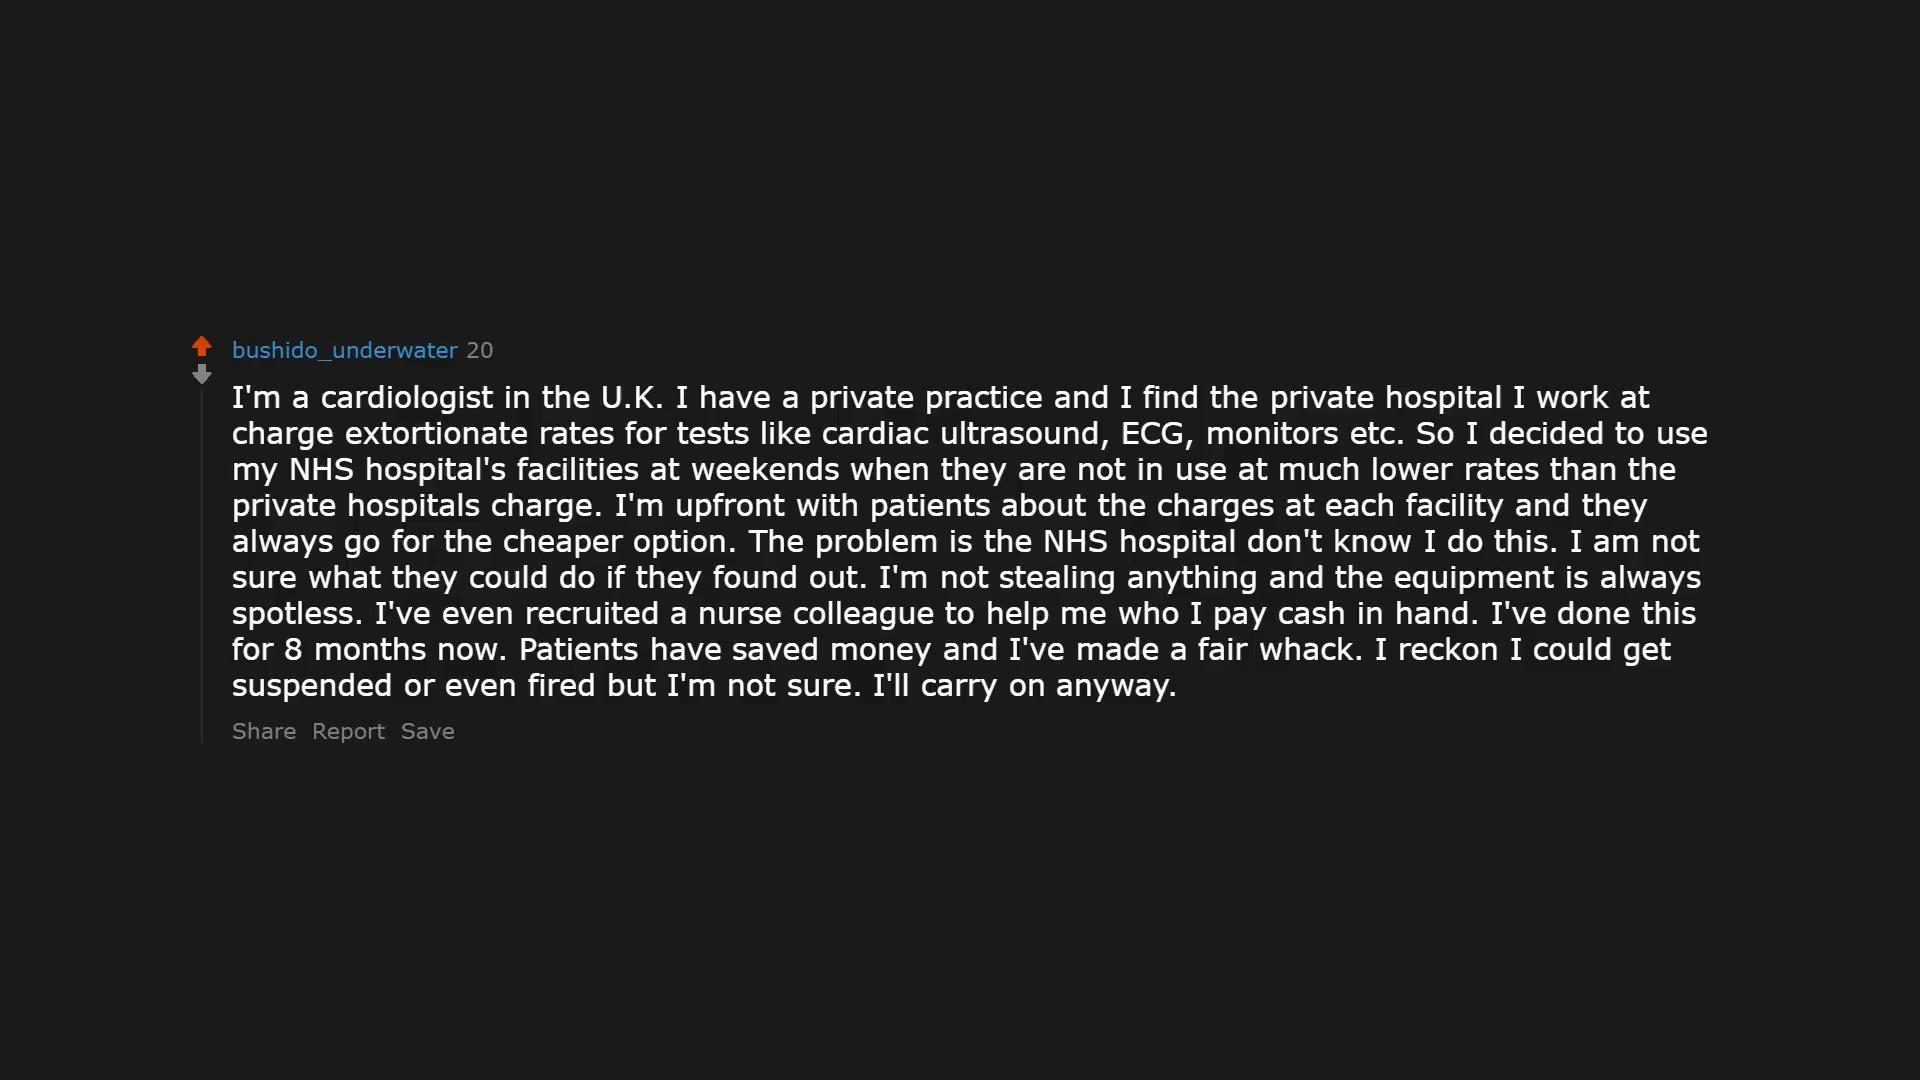 bushido_underwater 20
I'm a cardiologist in the U.K. I have a private practice and I find the private hospital I work at
charge extortionate rates for tests like cardiac ultrasound, ECG, monitors etc. So I decided to use
my NHS hospital's facilities at weekends when they are not in use at much lower rates than the
private hospitals charge. I'm upfront with patients about the charges at each facility and they
always go for the cheaper option. The problem is the NHS hospital don't know I do this. I am not
sure what they could do if they found out. I'm not stealing anything and the equipment is always
spotless. I've even recruited a nurse colleague to help me who I pay cash in hand. I've done this
for 8 months now. Patients have saved money and I've made a fair whack. I reckon I could get
suspended or even fired but I'm not sure. I'll carry on anyway.
Share Report Save